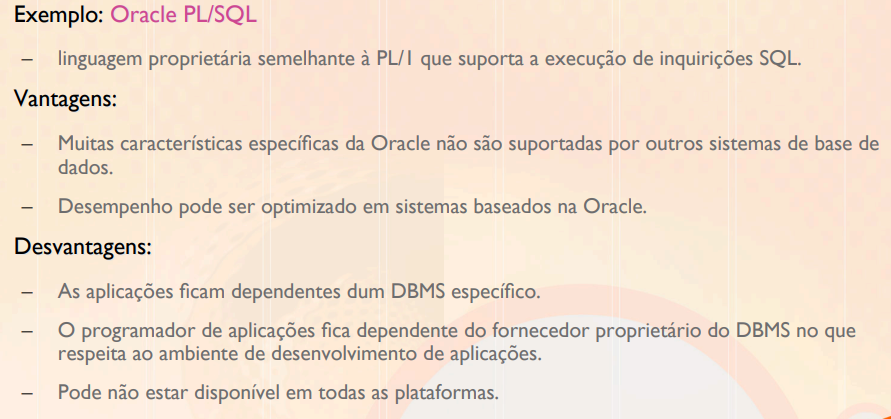 Exemplo: Oracle PL/SQL
– linguagem proprietária semelhante à PL/1 que suporta a execução de inquirições SQL.
Vantagens:
– Muitas características específicas da Oracle não são suportadas por outros sistemas de base de
dados.
– Desempenho pode ser optimizado em sistemas baseados na Oracle.
Desvantagens:
– As aplicações ficam dependentes dum DBMS específico.
– O programador de aplicações fica dependente do fornecedor proprietário do DBMS no que
respeita ao ambiente de desenvolvimento de aplicações.
– Pode não estar disponível em todas as plataformas.